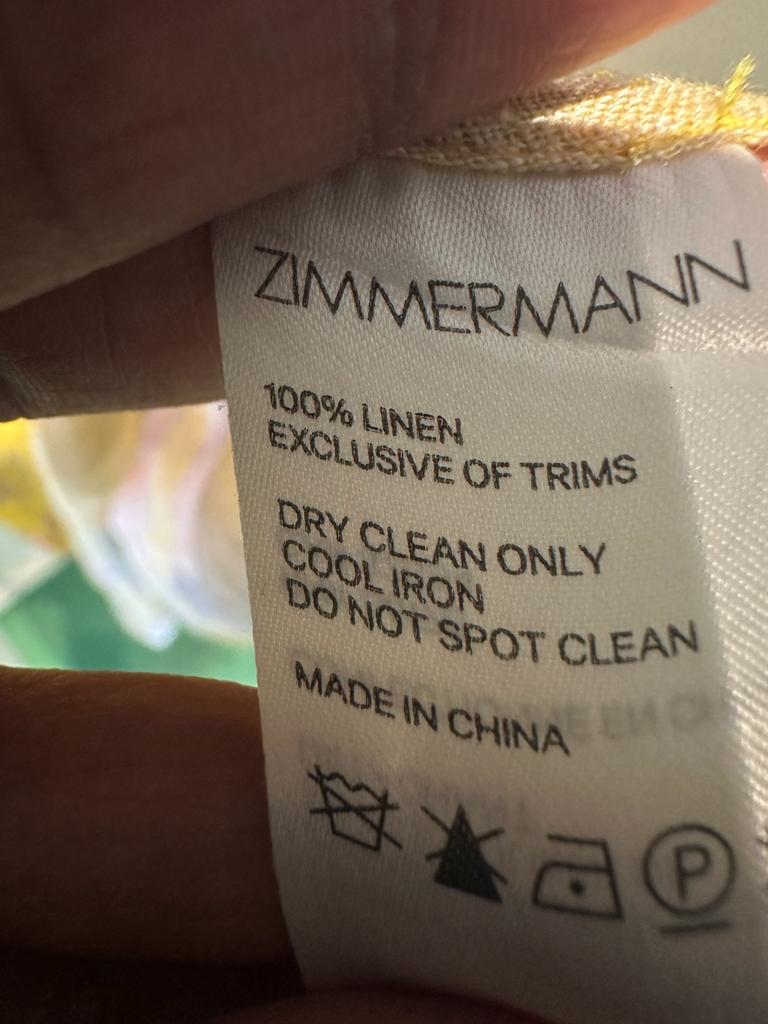 ZIMMERMANN
100% LINEN
EXCLUSIVE OF TRIMS
DRY CLEAN ONLY
COOL IRON
DO NOT SPOT CLEAN
MADE IN CHINA
P